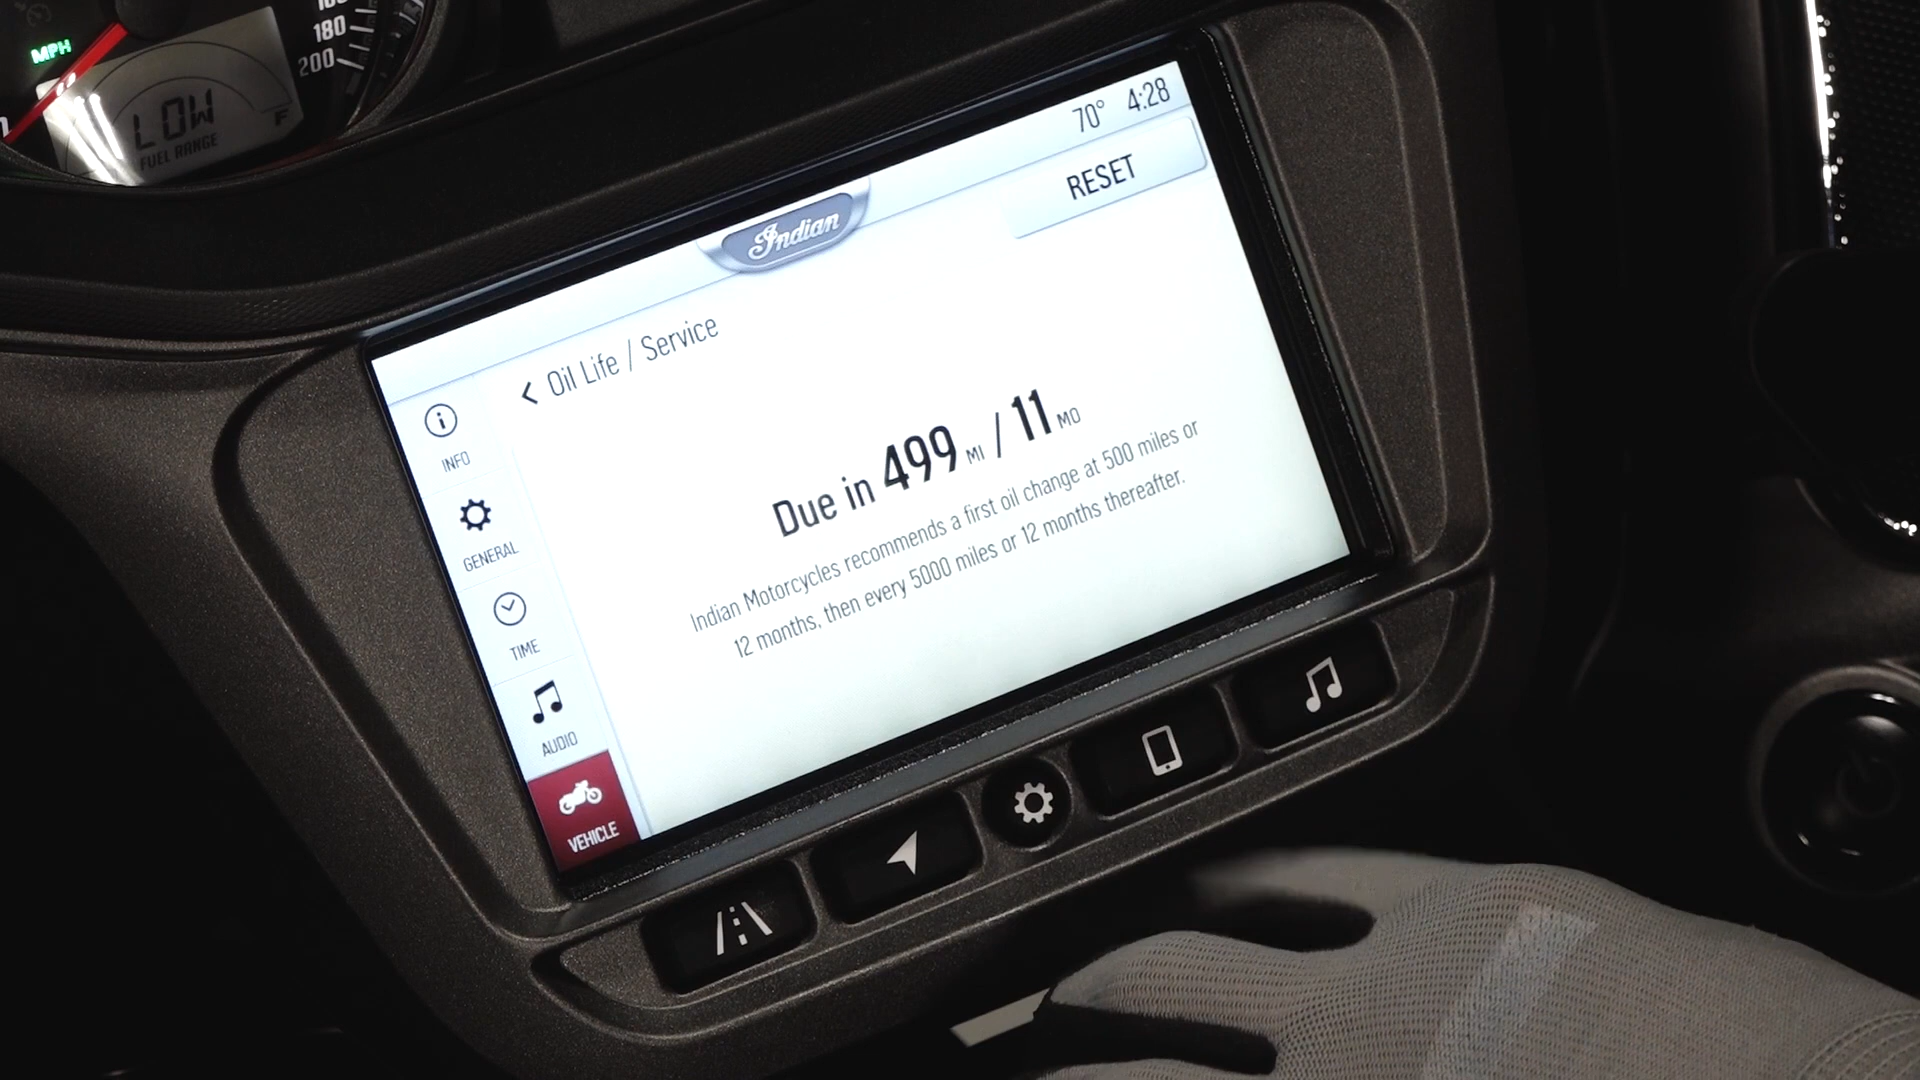 180
200
MPH
LOW
F
FUEL RANGE
70° 4:28
RESET
Indian
< Oil Life / Service
INFO
GENERAL
TIME
AUDIO
VEHICLE
Due in 499 MI / 11 MO
Indian Motorcycles recommends a first oil change at 500 miles or
12 months, then every 5000 miles or 12 months thereafter.